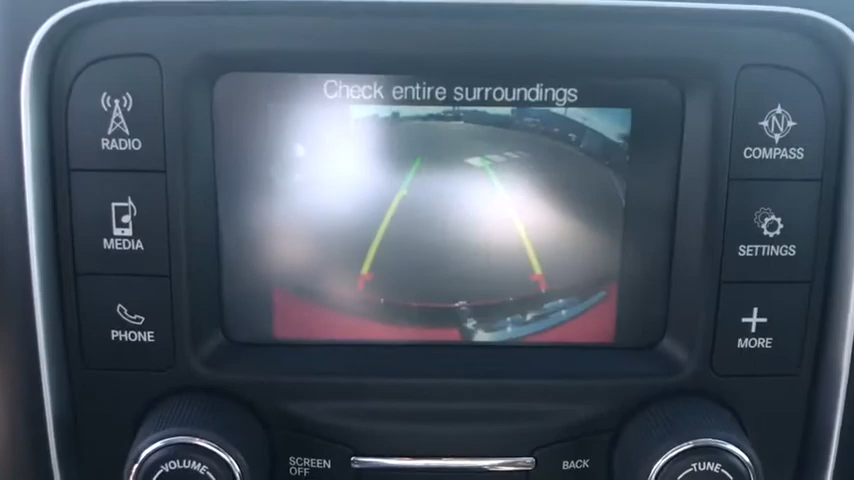 Check entire surroundings
RADIO
MEDIA
PHONE
N
COMPASS
SETTINGS
MORE
VOLUME
SCREEN
OFF
BACK
TUNE